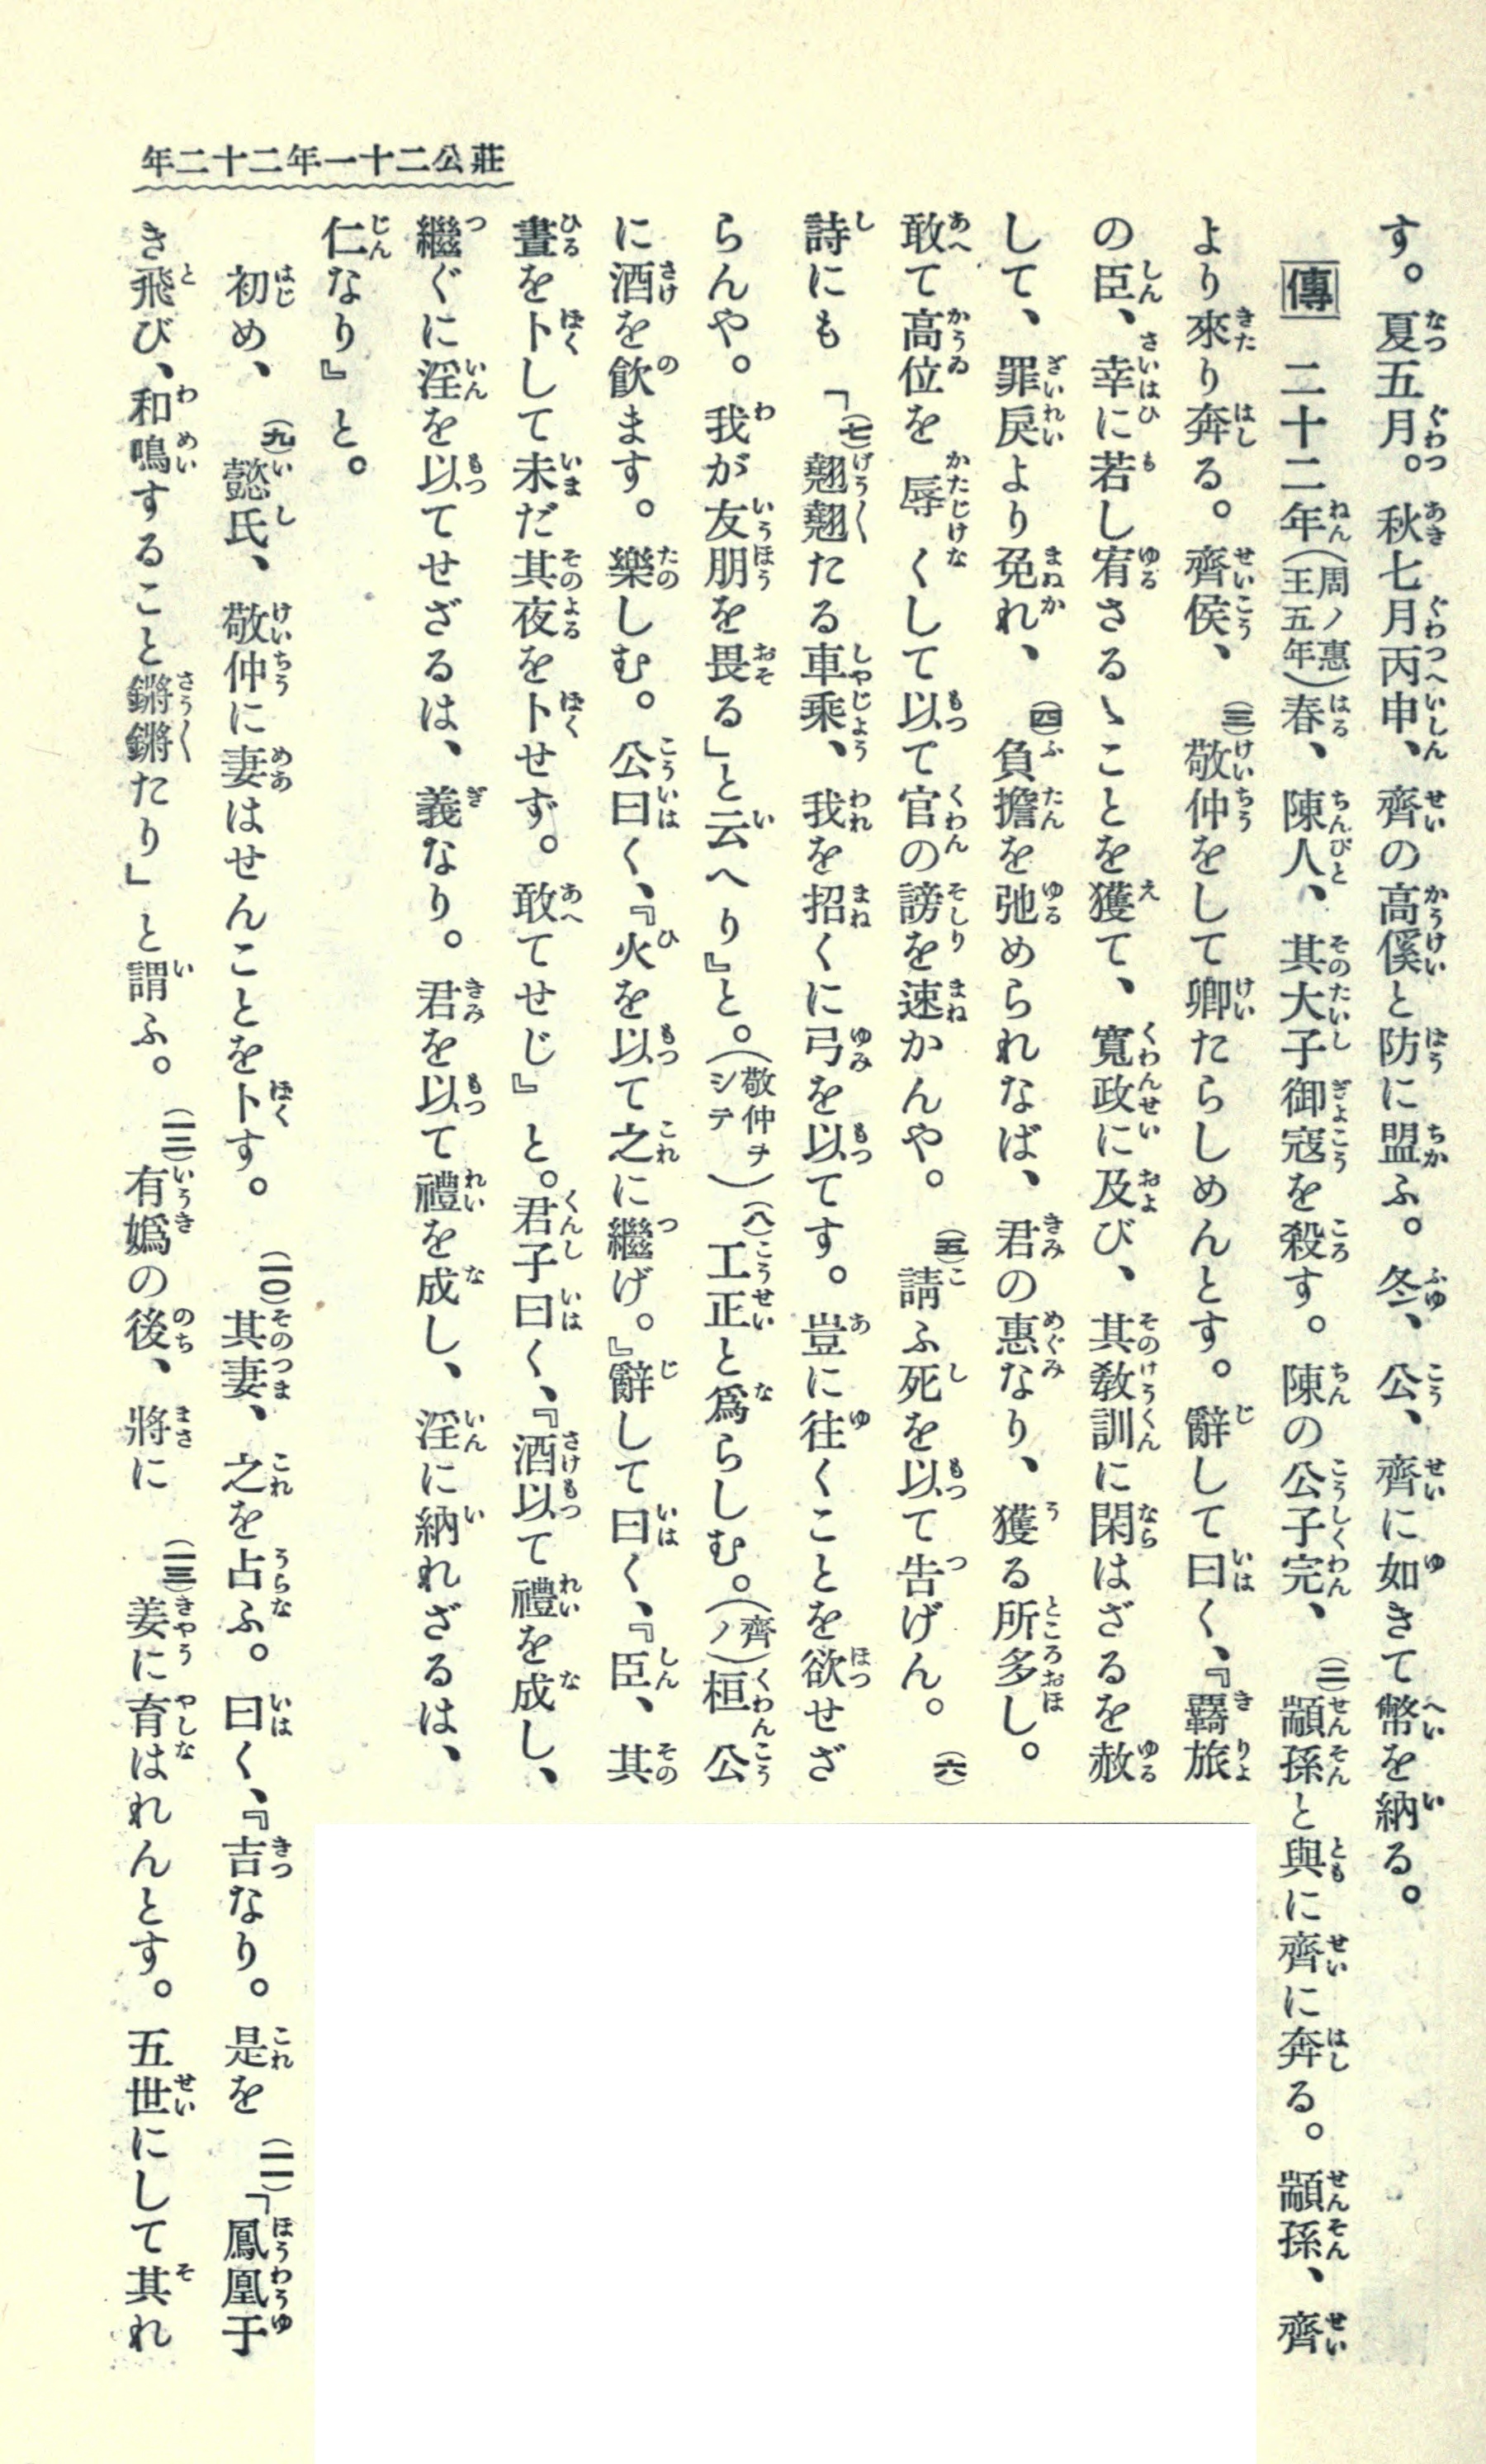 莊公二十一年二十二年
す。夏五月。秋七月丙申、齊の高傒と防に盟ふ。冬、公、齊に如きて幣を納る。
傳 二十二年(周ノ惠王五年)春、陳人、其大子御寇を殺す。陳の公子完、(二)顓孫と與に齊に奔る。顓孫、齊
より來り奔る。齊侯、(三)敬仲をして卿たらしめんとす。辭して曰く、『羇旅
の臣、幸に若し宥さるゝことを獲て、寬政に及び、其敎訓に閑はざるを赦
して、罪戾より免れ、(四)負擔を弛められなば、君の惠なり、獲る所多し。
敢て高位を辱くして以て官の謗を速かんや。(五)請ふ死を以て告げん。(六)
詩にも「(七)翹翹たる車乘、我を招くに弓を以てす。豈に往くことを欲せざ
らんや。我が友朋を畏る」と云へり』と。(敬仲ヲシテ)(八)工正と爲らしむ。(齊ノ)桓公
に酒を飮ます。樂しむ。公曰く、『火を以て之に繼げ。』辭して曰く、『臣、其
晝を卜して未だ其夜を卜せず。敢てせじ』と。君子曰く、『酒以て禮を成し、
繼ぐに淫を以てせざるは、義なり。君を以て禮を成し、淫に納れざるは、
仁なり』と。
初め、(九)懿氏、敬仲に妻はせんことを卜す。(一〇)其妻、之を占ふ。曰く、『吉なり。是を(一一)「鳳凰于
き飛び、和鳴すること鏘鏘たり」と謂ふ。(一二)有嬀の後、將に(一三)姜に育はれんとす。五世にして其れ